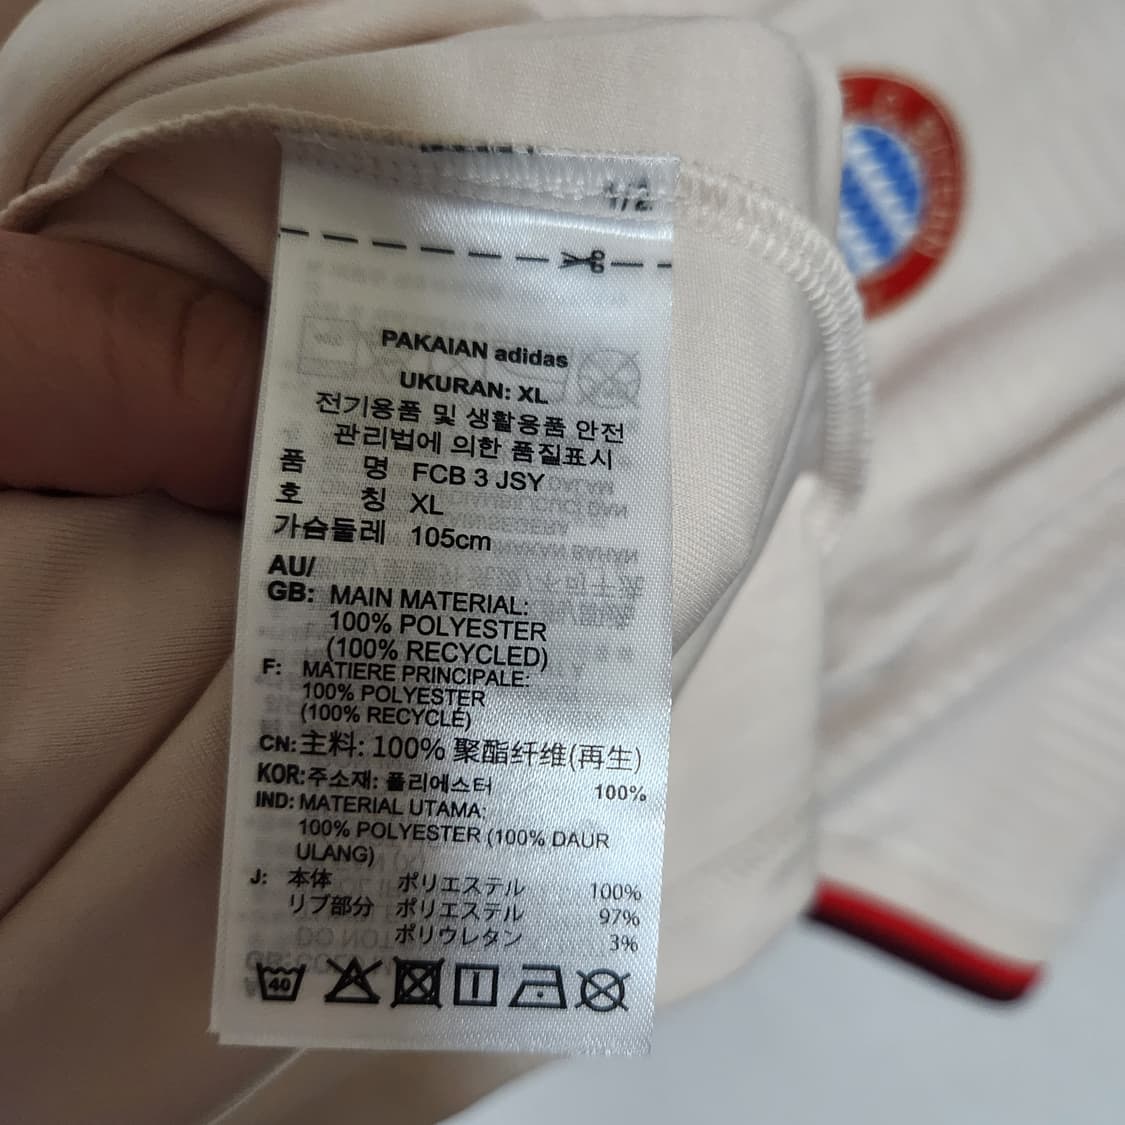 1/2
PAKAIAN adidas
UKURAN: XL
전기용품 및 생활용품 안전
관리법에 의한 품질표시
품 명 FCB 3 JSY
호 칭 XL
가슴둘레 105cm
AU/
GB: MAIN MATERIAL:
100% POLYESTER
(100% RECYCLED)
F: MATIERE PRINCIPALE:
100% POLYESTER
(100% RECYCLÉ)
CN: 主料: 100% 聚酯纤维(再生)
KOR: 주소재: 폴리에스터 100%
IND: MATERIAL UTAMA:
100% POLYESTER (100% DAUR
ULANG)
J: 本体 ポリエステル 100%
リブ部分 ポリエステル 97%
ポリウレタン 3%
40